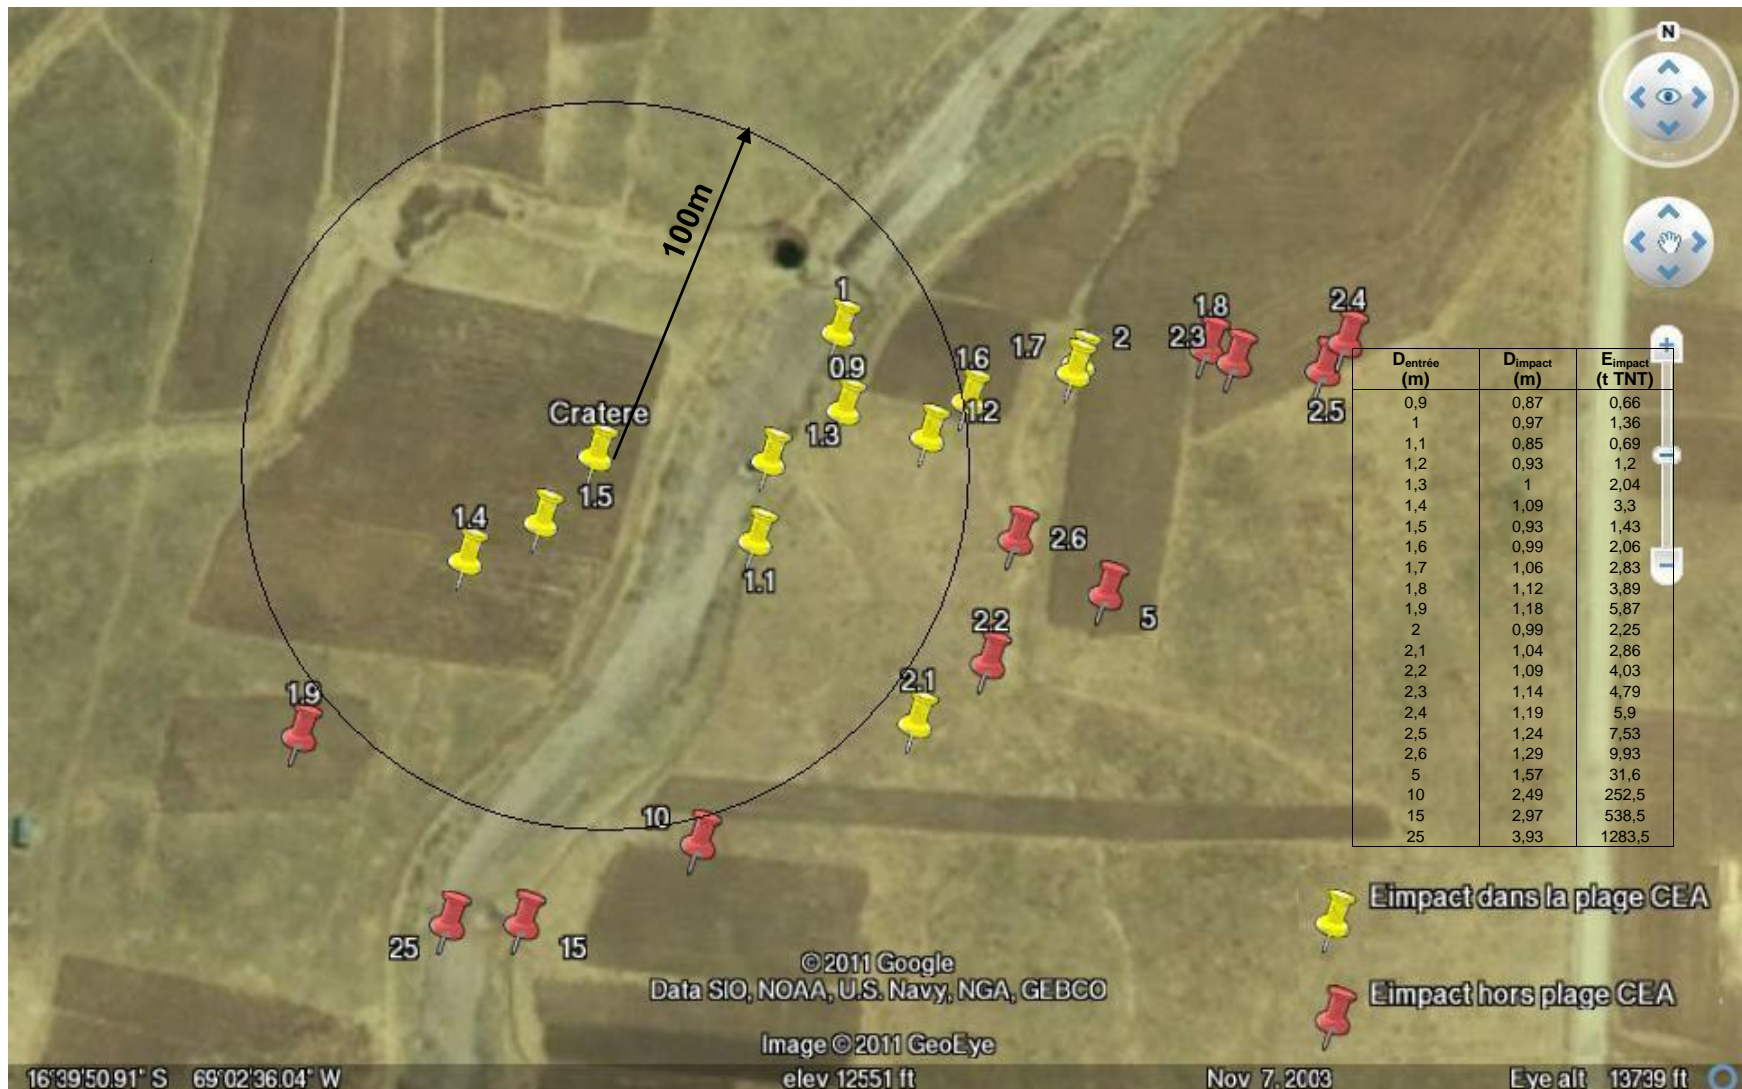 N
100m
1
0.9
1.6
1.7
2
1.8
2.3
2.4
2.5
1.2
1.3
Cratere
1.5
1.4
1.1
2.6
5
2.2
2.1
1.9
10
25
15
Dentrée (m) Dimpact (m) Eimpact (t TNT)
0,9 0,87 0,66
1 0,97 1,36
1,1 0,85 0,69
1,2 0,93 1,2
1,3 1 2,04
1,4 1,09 3,3
1,5 0,93 1,43
1,6 0,99 2,06
1,7 1,06 2,83
1,8 1,12 3,89
1,9 1,18 5,87
2 0,99 2,25
2,1 1,04 2,86
2,2 1,09 4,03
2,3 1,14 4,79
2,4 1,19 5,9
2,5 1,24 7,53
2,6 1,29 9,93
5 1,57 31,6
10 2,49 252,5
15 2,97 538,5
25 3,93 1283,5
Eimpact dans la plage CEA
Eimpact hors plage CEA
© 2011 Google
Data SIO, NOAA, U.S. Navy, NGA, GEBCO
Image © 2011 GeoEye
16°39'50.91" S 69°02'36.04" W elev 12551 ft Nov 7, 2003 Eye alt 13739 ft